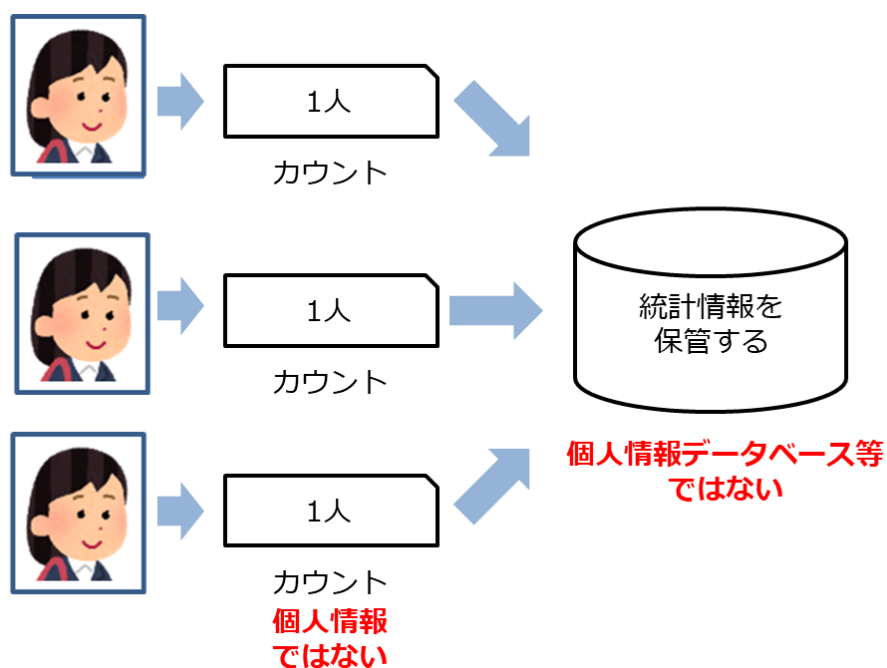 1人
カウント
1人
カウント
1人
カウント
個人情報
ではない
統計情報を
保管する
個人情報データベース等
ではない